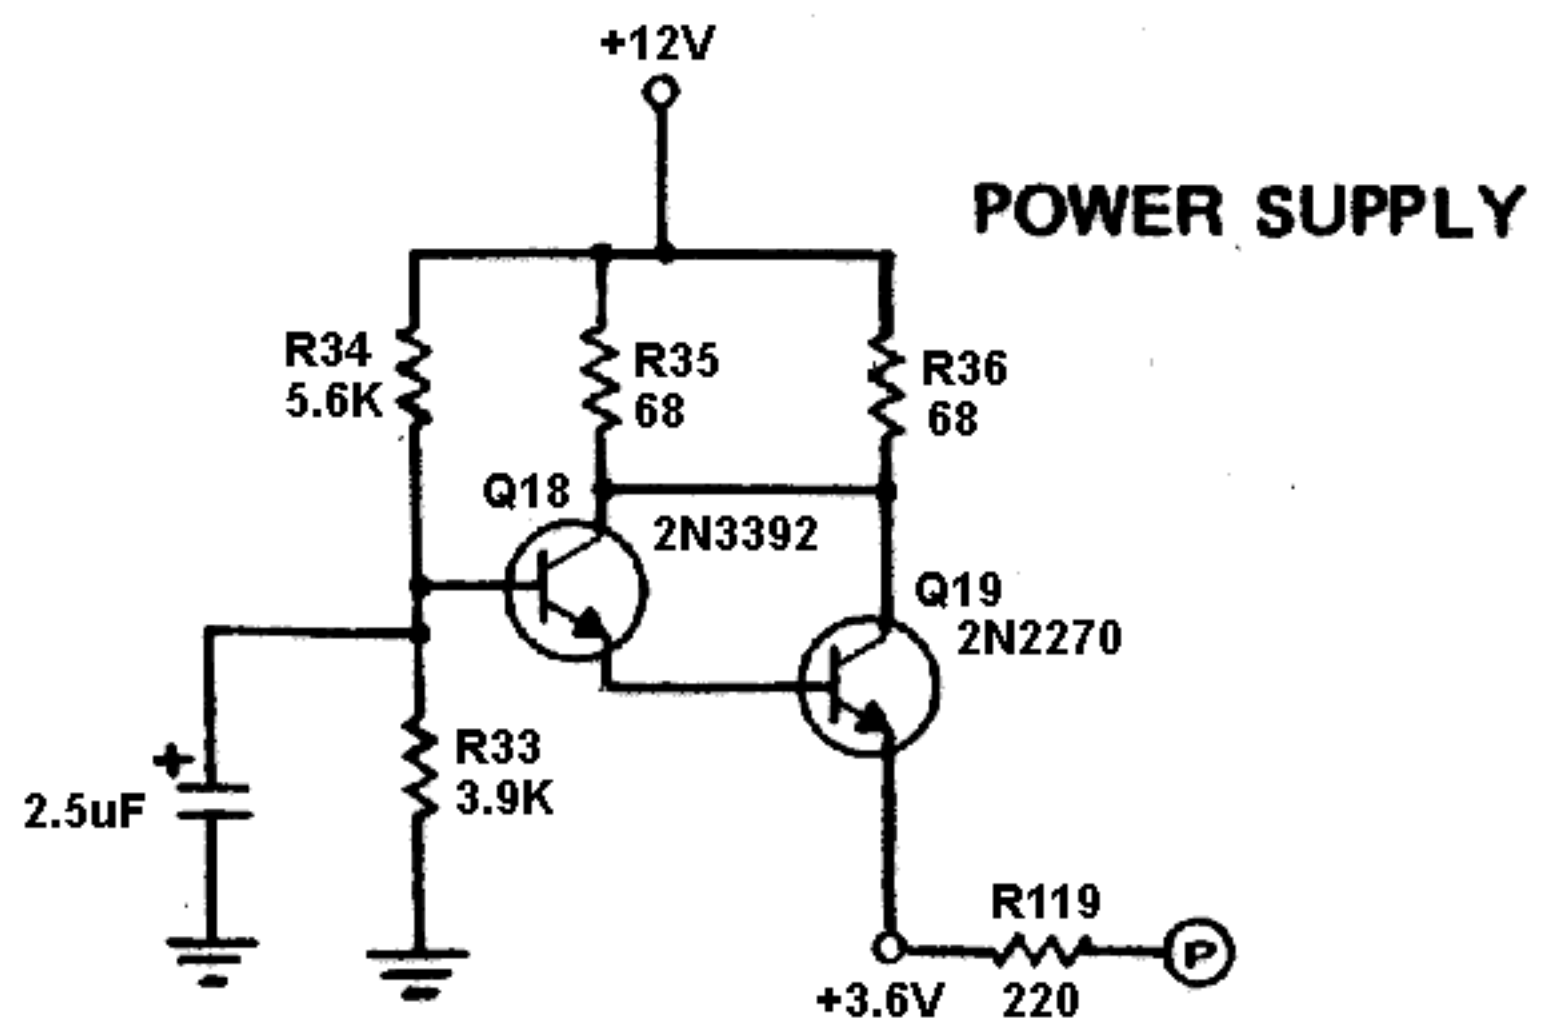 +12V
POWER SUPPLY
R34
5.6K
R35
68
R36
68
Q18
2N3392
Q19
2N2270
+
2.5uF
R33
3.9K
R119
220
P
+3.6V